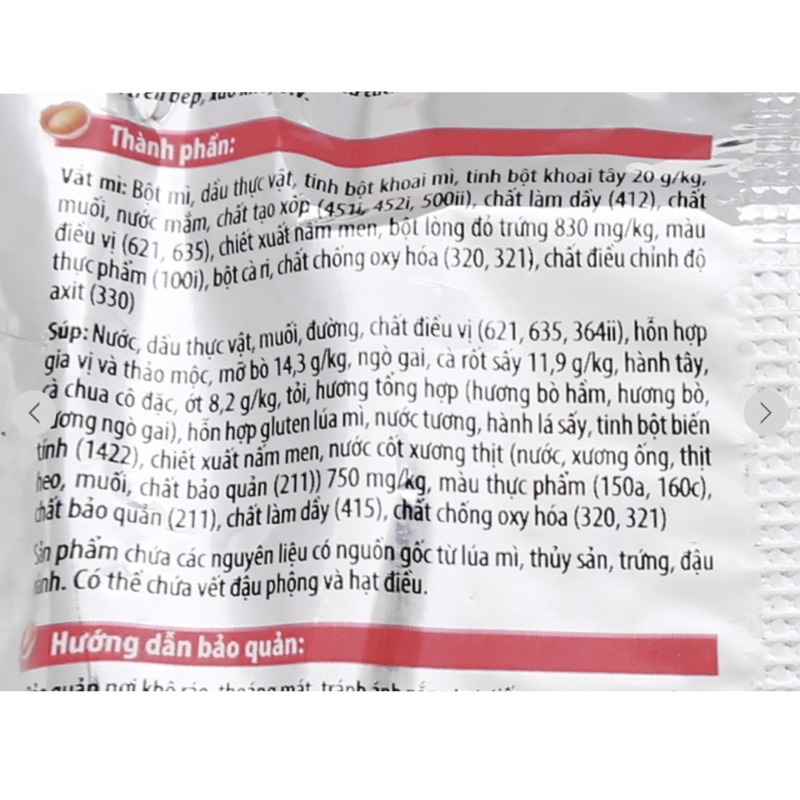 Thành phần:
Vắt mì: Bột mì, dầu thực vật, tinh bột khoai mì, tinh bột khoai tây 20 g/kg,
muối, nước mắm, chất tạo xốp (451i, 452i, 500ii), chất làm dầy (412), chất
điều vị (621, 635), chiết xuất nấm men, bột lòng đỏ trứng 830 mg/kg, màu
thực phẩm (100i), bột cà ri, chất chống oxy hóa (320, 321), chất điều chỉnh độ
axit (330)
Súp: Nước, dầu thực vật, muối, đường, chất điều vị (621, 635, 364ii), hỗn hợp
gia vị và thảo mộc, mỡ bò 14,3 g/kg, ngò gai, cà rốt sấy 11,9 g/kg, hành tây,
cà chua cô đặc, ớt 8,2 g/kg, tỏi, hương tổng hợp (hương bò hầm, hương bò,
hương ngò gai), hỗn hợp gluten lúa mì, nước tương, hành lá sấy, tinh bột biến
tính (1422), chiết xuất nấm men, nước cốt xương thịt (nước, xương ống, thịt
heo, muối, chất bảo quản (211)) 750 mg/kg, màu thực phẩm (150a, 160c),
chất bảo quản (211), chất làm dầy (415), chất chống oxy hóa (320, 321)
Sản phẩm chứa các nguyên liệu có nguồn gốc từ lúa mì, thủy sản, trứng, đậu
nành. Có thể chứa vết đậu phộng và hạt điều.
Hướng dẫn bảo quản:
quản nơi khô ráo, thoáng mát, tránh ánh